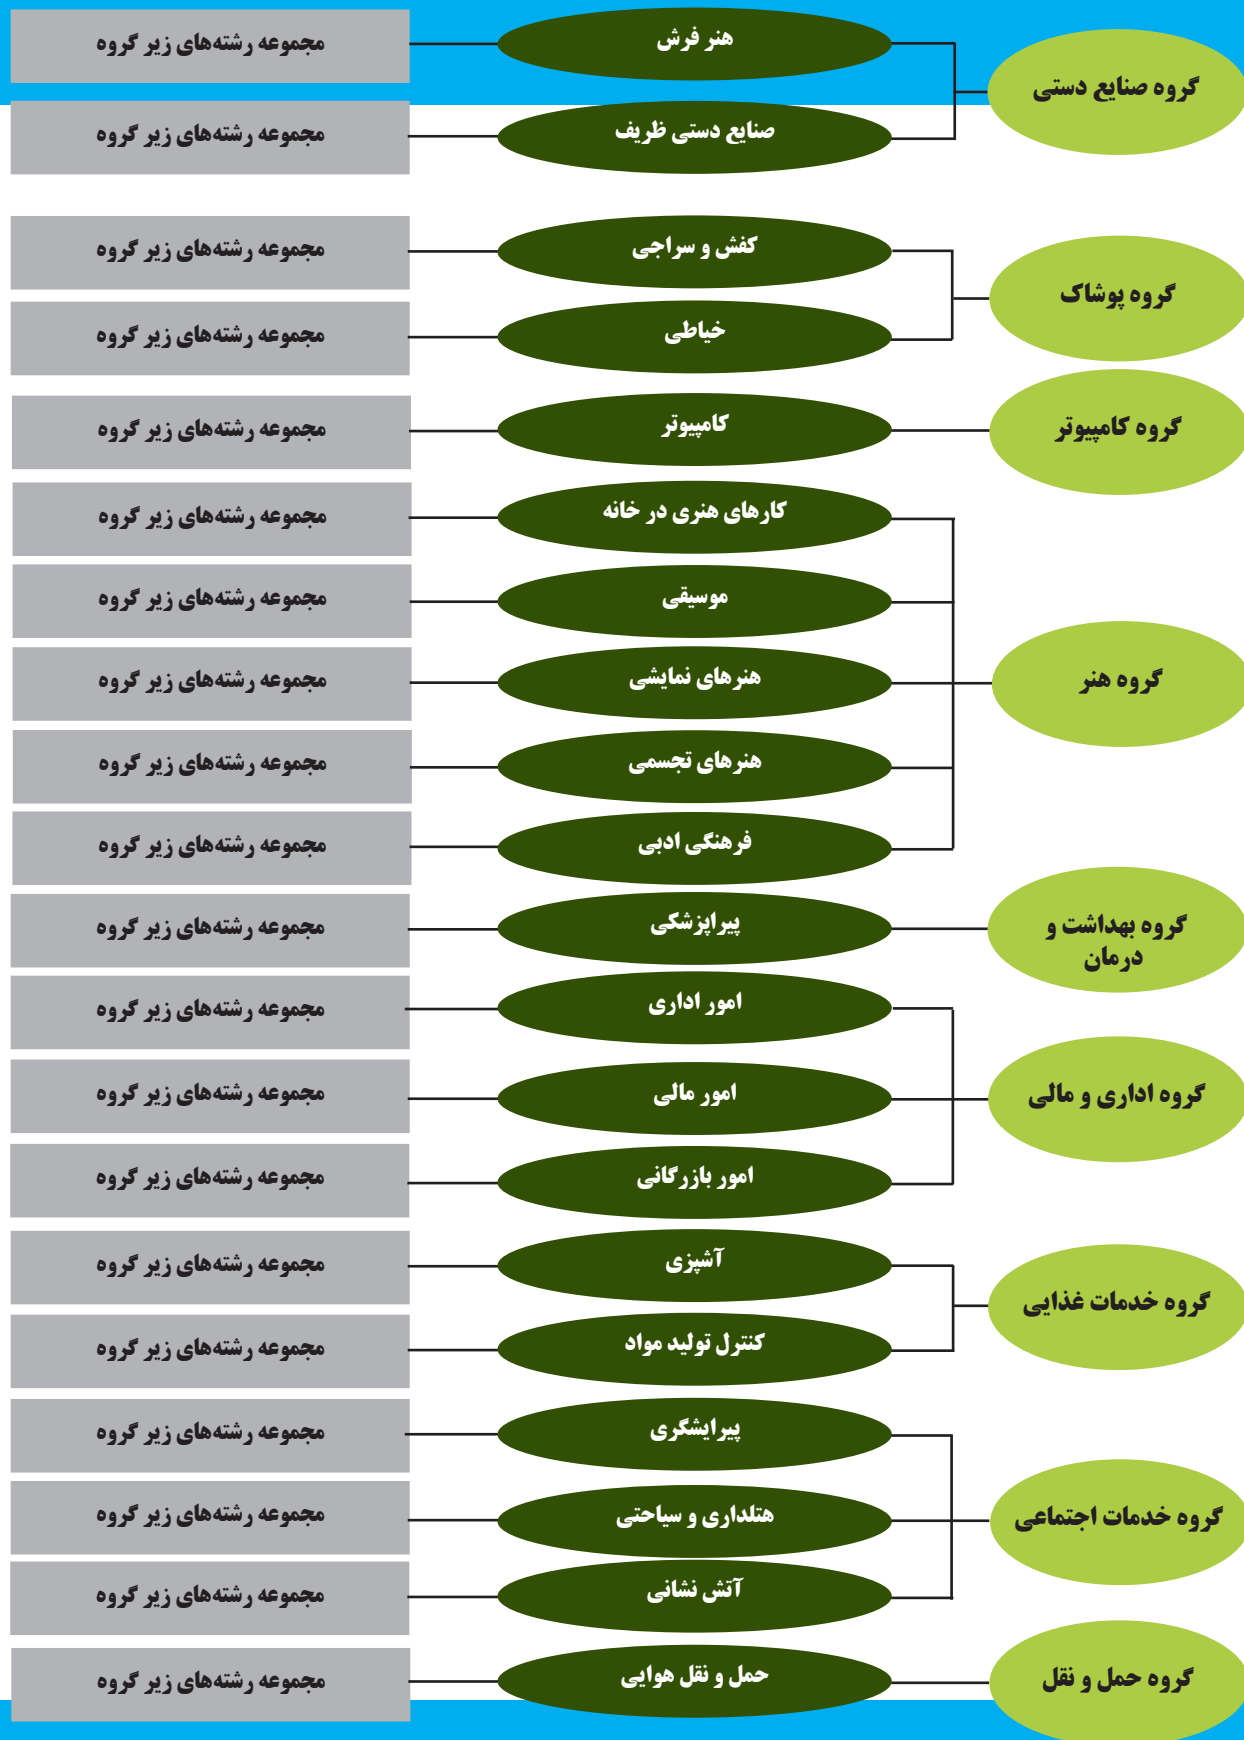 گروه صنایع دستی
هنر فرش
مجموعه رشته‌های زیر گروه
صنایع دستی ظریف
مجموعه رشته‌های زیر گروه
گروه پوشاک
کفش و سراجی
مجموعه رشته‌های زیر گروه
خیاطی
مجموعه رشته‌های زیر گروه
گروه کامپیوتر
کامپیوتر
مجموعه رشته‌های زیر گروه
گروه هنر
کارهای هنری در خانه
مجموعه رشته‌های زیر گروه
موسیقی
مجموعه رشته‌های زیر گروه
هنرهای نمایشی
مجموعه رشته‌های زیر گروه
هنرهای تجسمی
مجموعه رشته‌های زیر گروه
فرهنگی ادبی
مجموعه رشته‌های زیر گروه
گروه بهداشت و
درمان
پیراپزشکی
مجموعه رشته‌های زیر گروه
گروه اداری و مالی
امور اداری
مجموعه رشته‌های زیر گروه
امور مالی
مجموعه رشته‌های زیر گروه
امور بازرگانی
مجموعه رشته‌های زیر گروه
گروه خدمات غذایی
آشپزی
مجموعه رشته‌های زیر گروه
کنترل تولید مواد
مجموعه رشته‌های زیر گروه
گروه خدمات اجتماعی
پیرایشگری
مجموعه رشته‌های زیر گروه
هتلداری و سیاحتی
مجموعه رشته‌های زیر گروه
آتش نشانی
مجموعه رشته‌های زیر گروه
گروه حمل و نقل
حمل و نقل هوایی
مجموعه رشته‌های زیر گروه